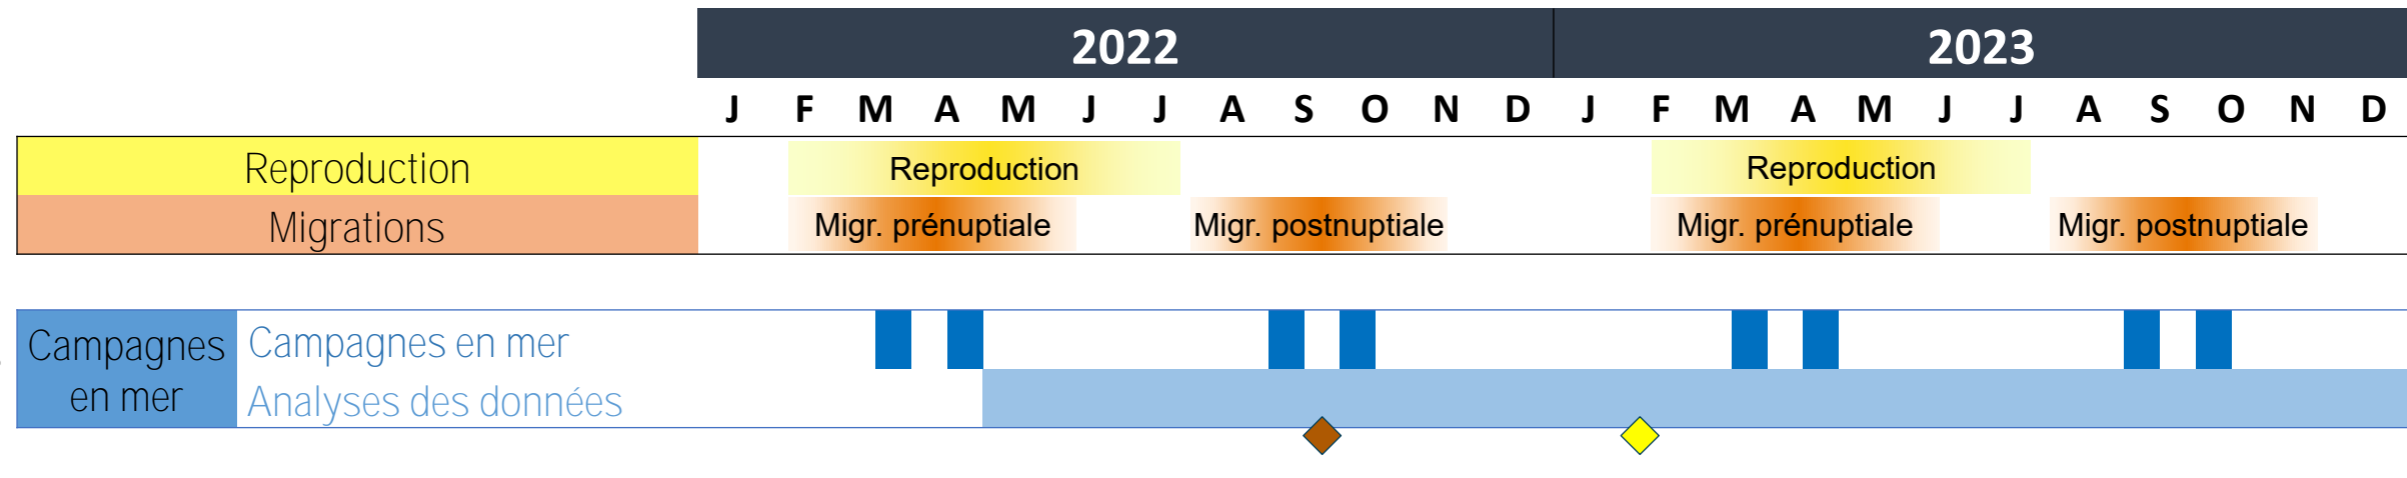 2022 2023
J F M A M J J A S O N D J F M A M J J A S O N D
Reproduction Reproduction Reproduction
Migrations Migr. prénuptiale Migr. postnuptiale Migr. prénuptiale Migr. postnuptiale
Campagnes
en mer
Campagnes en mer
Analyses des données